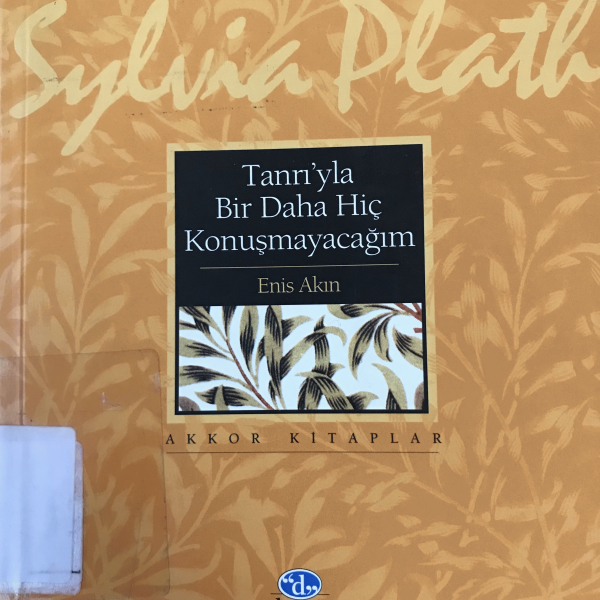 Sylvia Plath
Tanrı'yla
Bir Daha Hiç
Konuşmayacağım
Enis Akın
AKKOR KİTAPLAR
"d"